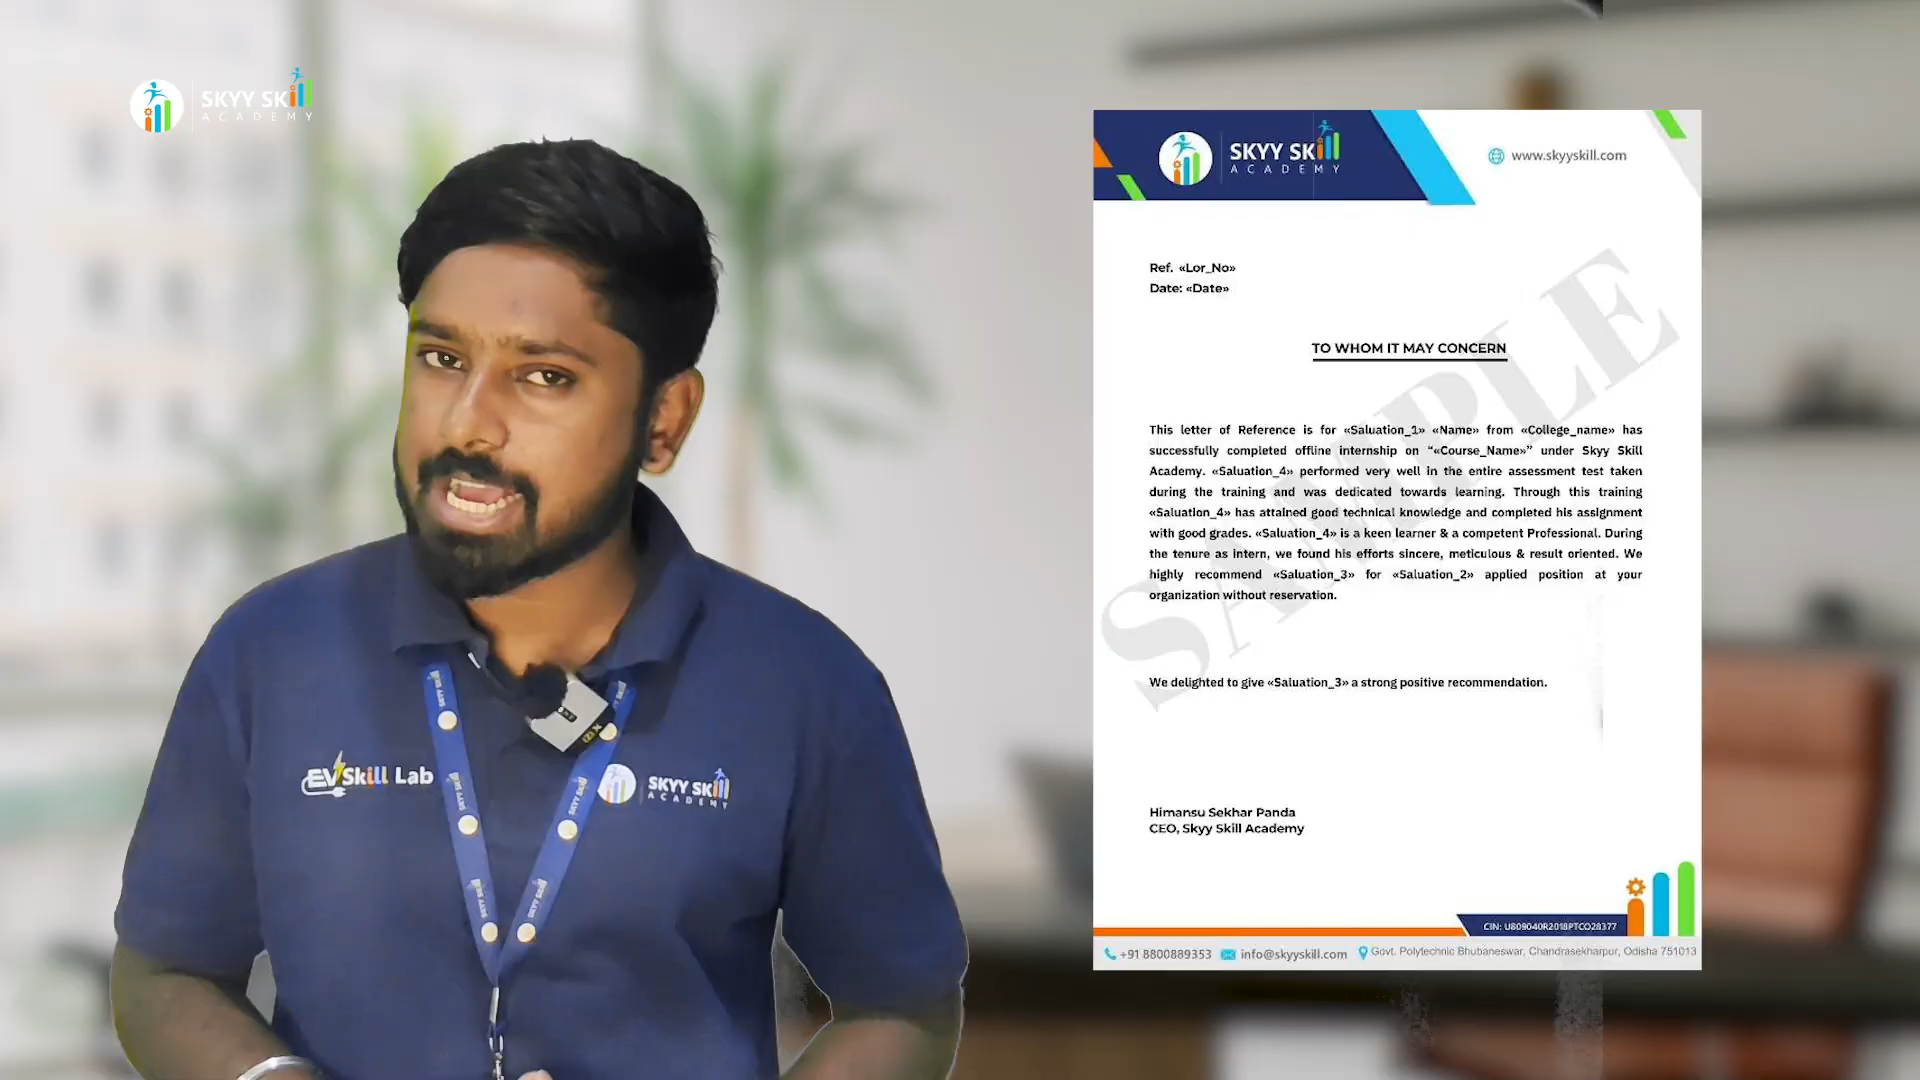 SKYY SKill
ACADEMY
SKYY SKill
ACADEMY
www.skyyskill.com
Ref. «Lor_No»
Date: «Date»
TO WHOM IT MAY CONCERN
This letter of Reference is for «Saluation_1» «Name» from «College_name» has
successfully completed offline internship on “«Course_Name»” under Skyy Skill
Academy. «Saluation_4» performed very well in the entire assessment test taken
during the training and was dedicated towards learning. Through this training
«Saluation_4» has attained good technical knowledge and completed his assignment
with good grades. «Saluation_4» is a keen learner & a competent Professional. During
the tenure as intern, we found his efforts sincere, meticulous & result oriented. We
highly recommend «Saluation_3» for «Saluation_2» applied position at your
organization without reservation.
We delighted to give «Saluation_3» a strong positive recommendation.
SAMPLE
Himansu Sekhar Panda
CEO, Skyy Skill Academy
CIN: U809040R2018PTCO28377
+91 8800889353
info@skyyskill.com
Govt. Polytechnic Bhubaneswar, Chandrasekharpur, Odisha 751013
EV Skill Lab
SKYY SKill
ACADEMY